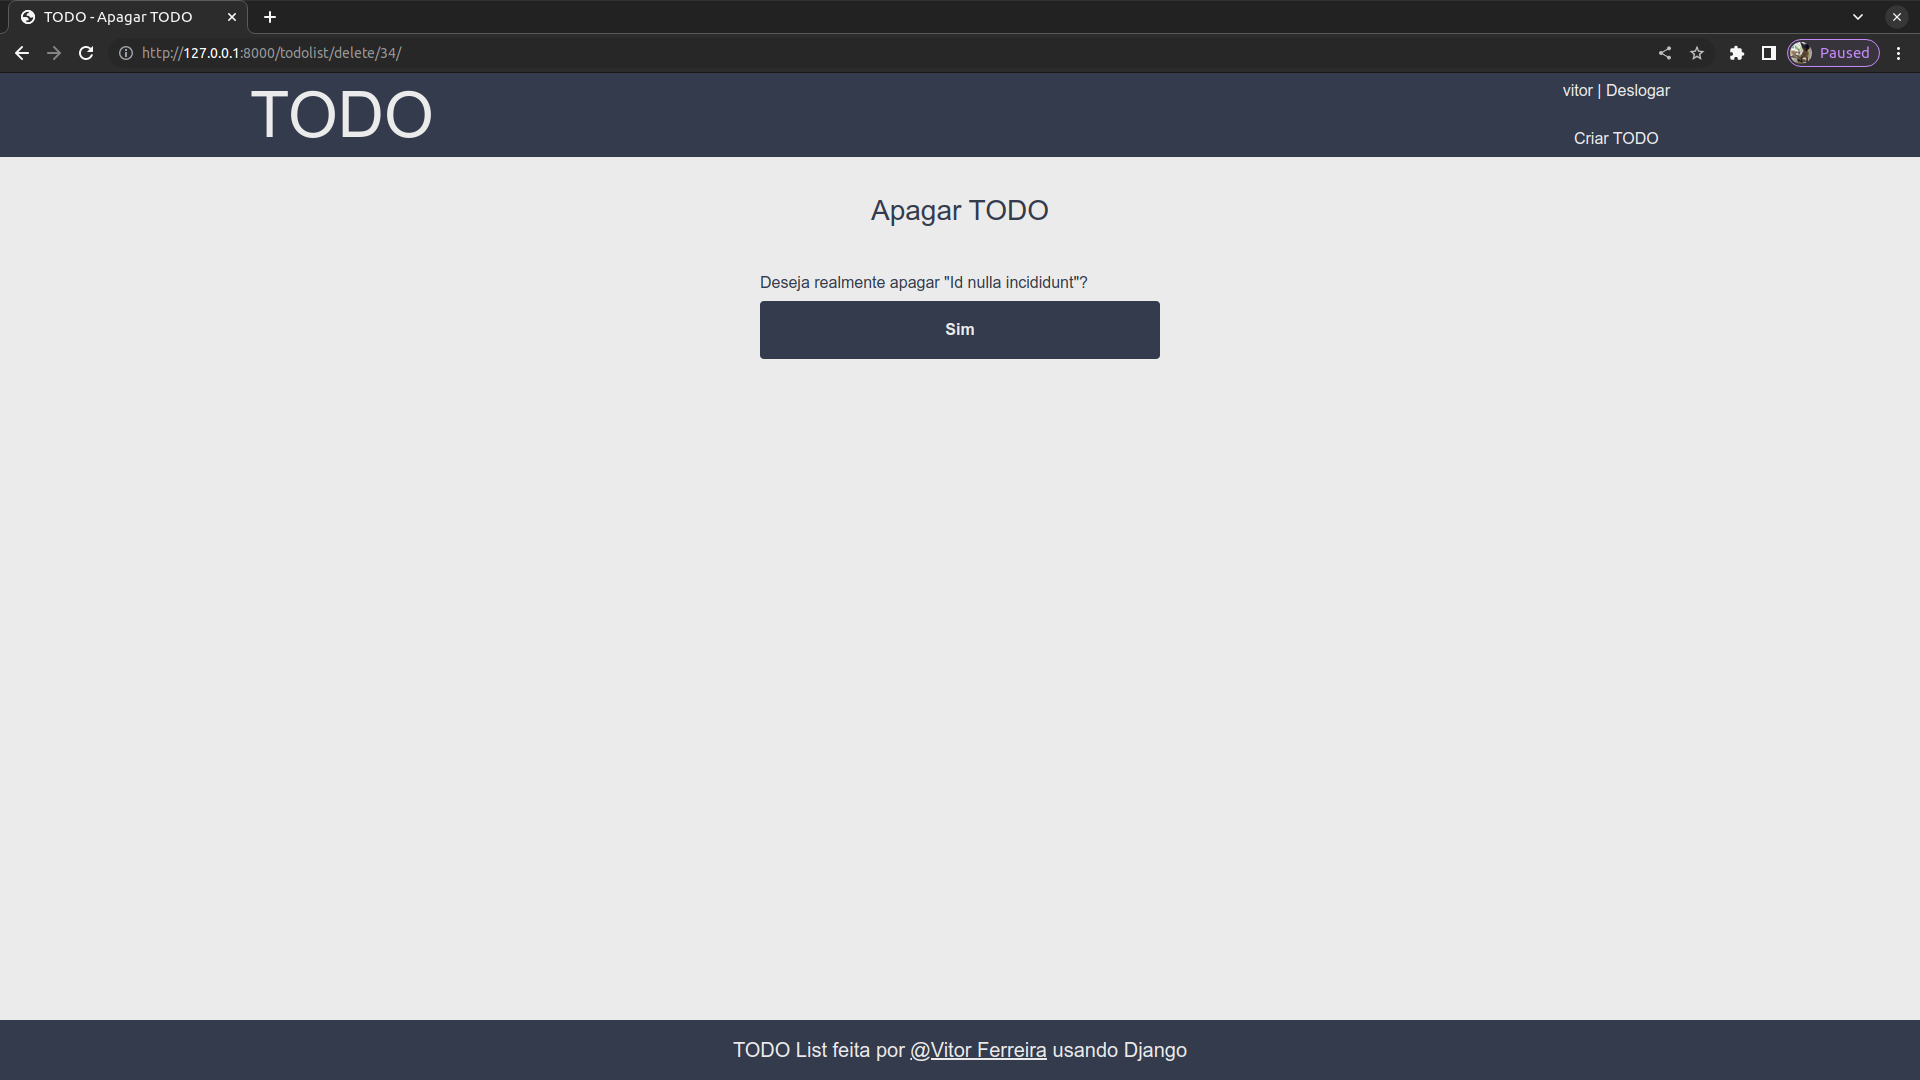 TODO - Apagar TODO
http://127.0.0.1:8000/todolist/delete/34/
Paused
TODO
vitor | Deslogar
Criar TODO
Apagar TODO
Deseja realmente apagar "Id nulla incididunt"?
Sim
TODO List feita por @Vitor Ferreira usando Django